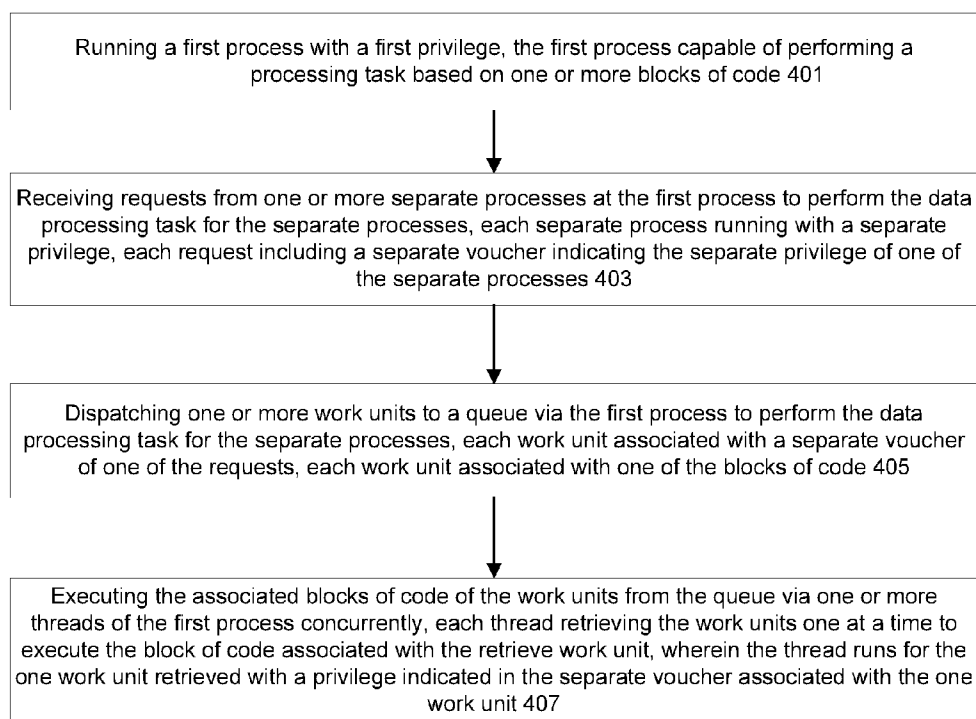 Running a first process with a first privilege, the first process capable of performing a
processing task based on one or more blocks of code 401
Receiving requests from one or more separate processes at the first process to perform the data
processing task for the separate processes, each separate process running with a separate
privilege, each request including a separate voucher indicating the separate privilege of one of
the separate processes 403
Dispatching one or more work units to a queue via the first process to perform the data
processing task for the separate processes, each work unit associated with a separate voucher
of one of the requests, each work unit associated with one of the blocks of code 405
Executing the associated blocks of code of the work units from the queue via one or more
threads of the first process concurrently, each thread retrieving the work units one at a time to
execute the block of code associated with the retrieve work unit, wherein the thread runs for the
one work unit retrieved with a privilege indicated in the separate voucher associated with the one
work unit 407